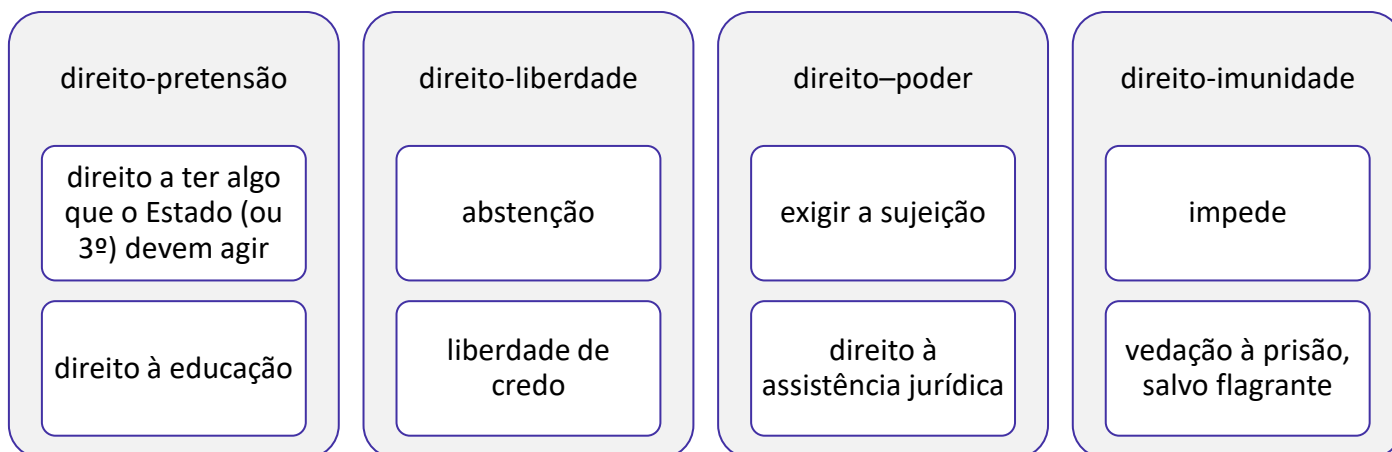 direito-pretensão
direito a ter algo
que o Estado (ou
3º) devem agir
direito à educação
direito-liberdade
abstenção
liberdade de
credo
direito–poder
exigir a sujeição
direito à
assistência jurídica
direito-imunidade
impede
vedação à prisão,
salvo flagrante